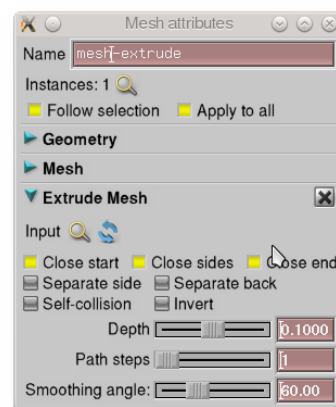 Mesh attributes
Name mesh-extrude
Instances: 1
Follow selection Apply to all
Geometry
Mesh
Extrude Mesh
Input
Close start Close sides Close end
Separate side Separate back
Self-collision Invert
Depth 0.1000
Path steps 1
Smoothing angle: 60.00